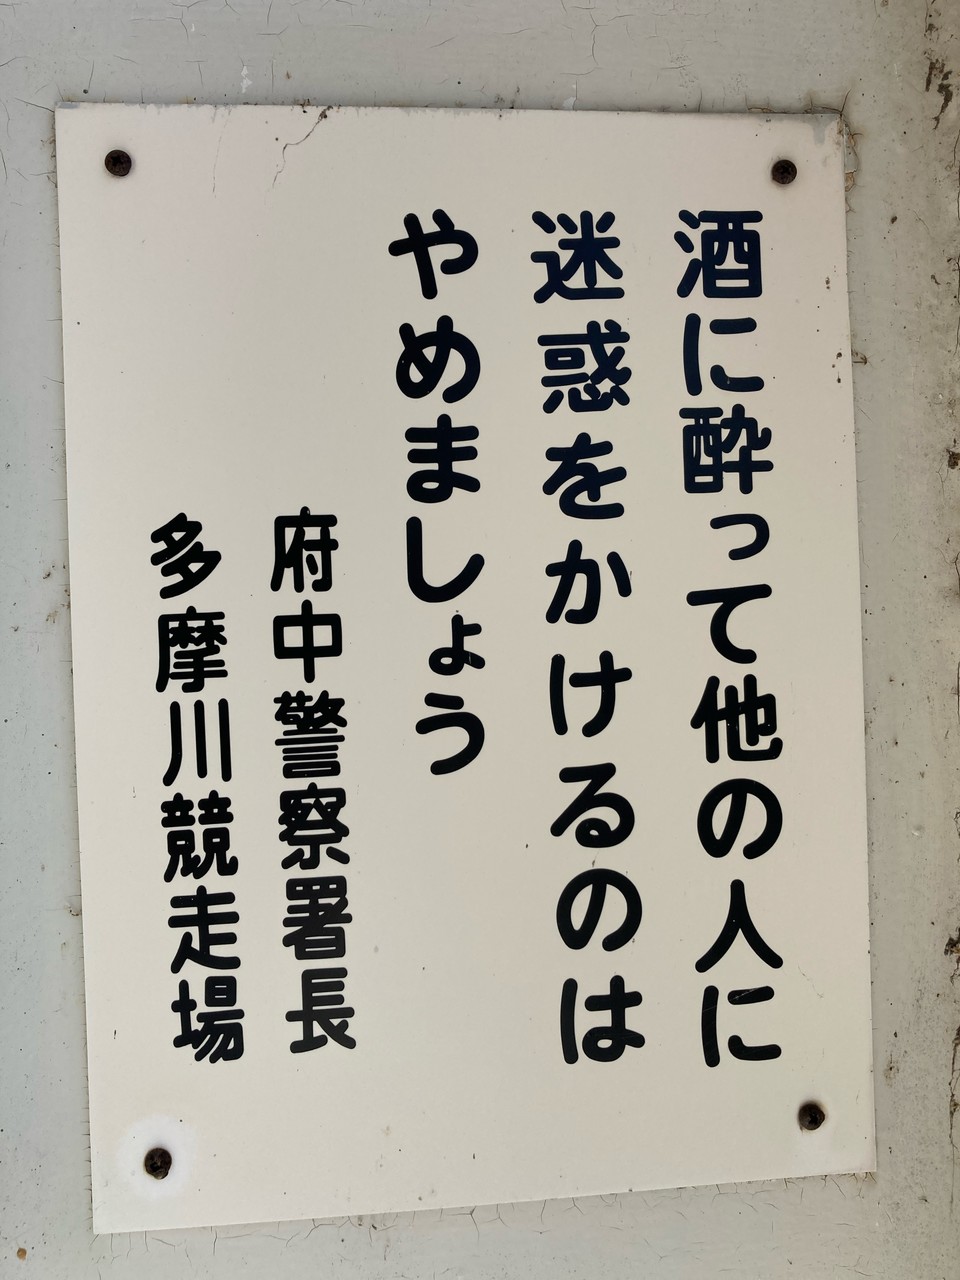 酒に酔って他の人に
迷惑をかけるのは
やめましょう
府中警察署長
多摩川競走場